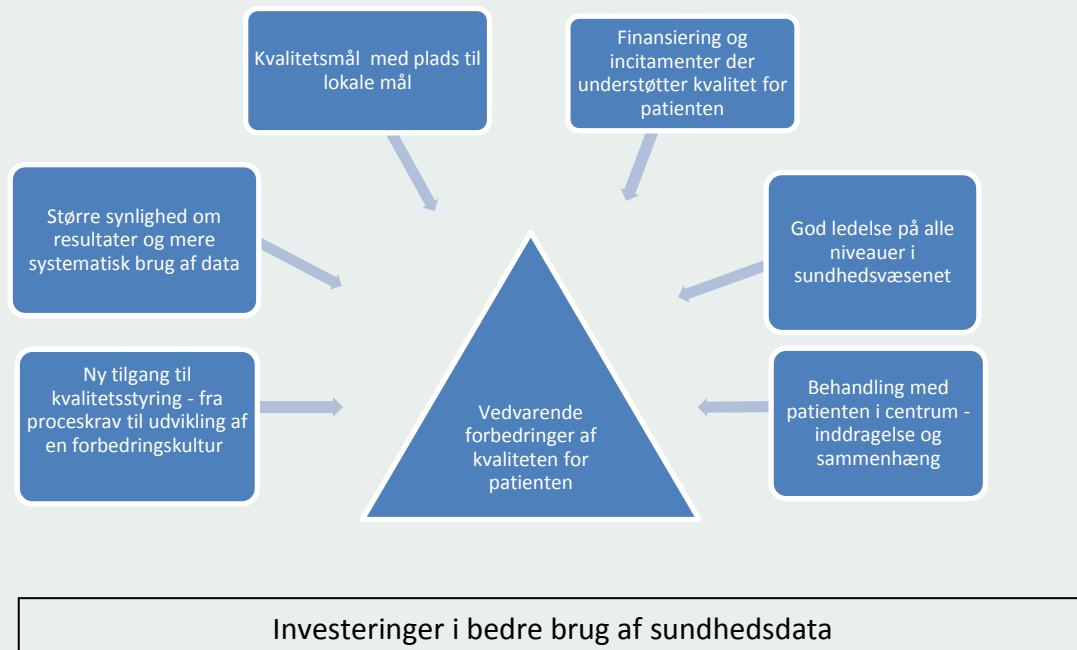 Kvalitetsmål med plads til
lokale mål
Finansiering og
incitamenter der
understøtter kvalitet for
patienten
Større synlighed om
resultater og mere
systematisk brug af data
God ledelse på alle
niveauer i
sundhedsvæsenet
Ny tilgang til
kvalitetsstyring - fra
proceskrav til udvikling af
en forbedringskultur
Vedvarende
forbedringer af
kvaliteten for
patienten
Behandling med
patienten i centrum -
inddragelse og
sammenhæng
Investeringer i bedre brug af sundhedsdata